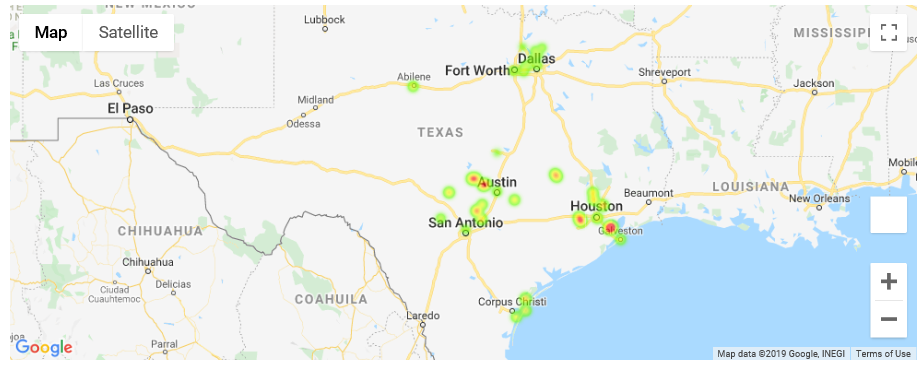 NEW MEXICO
Map
Satellite
Lubbock
MISSISSIPPI
Dallas
Fort Worth
Abilene
Shreveport
Las Cruces
Jackson
El Paso
Midland
Odessa
TEXAS
Mobile
Austin
LOUISIANA
Beaumont
New Orleans
Houston
San Antonio
Galveston
CHIHUAHUA
Chihuahua
Ciudad
Cuauhtemoc
Delicias
COAHUILA
Corpus Christi
Laredo
Parral
Google
Map data ©2019 Google, INEGI
Terms of Use